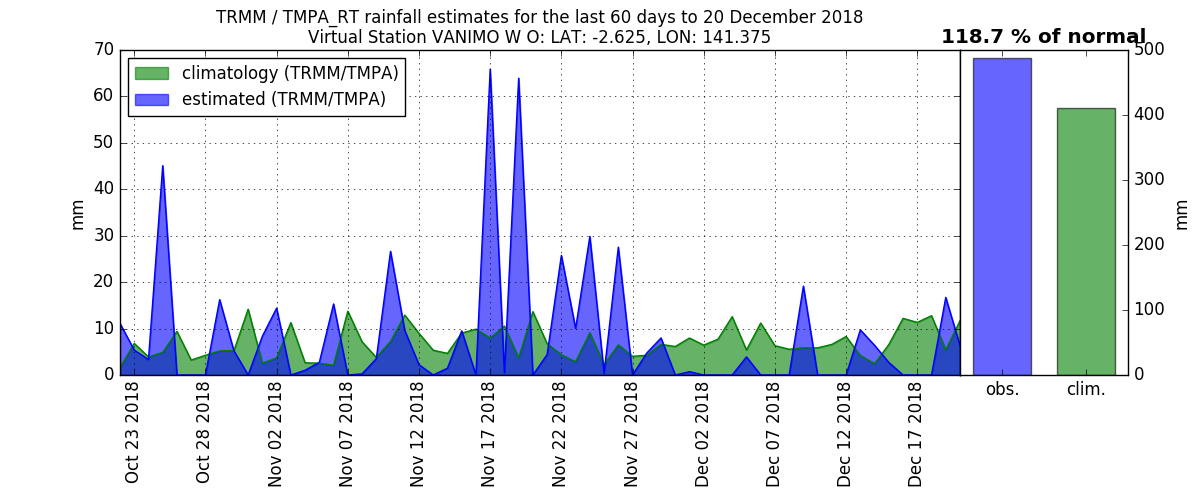 TRMM / TMPA_RT rainfall estimates for the last 60 days to 20 December 2018
Virtual Station VANIMO W O: LAT: -2.625, LON: 141.375
118.7 % of normal
climatology (TRMM/TMPA)
estimated (TRMM/TMPA)
70
60
50
40
30
20
10
0
mm
Oct 23 2018
Oct 28 2018
Nov 02 2018
Nov 07 2018
Nov 12 2018
Nov 17 2018
Nov 22 2018
Nov 27 2018
Dec 02 2018
Dec 07 2018
Dec 12 2018
Dec 17 2018
500
400
300
200
100
0
mm
obs.
clim.